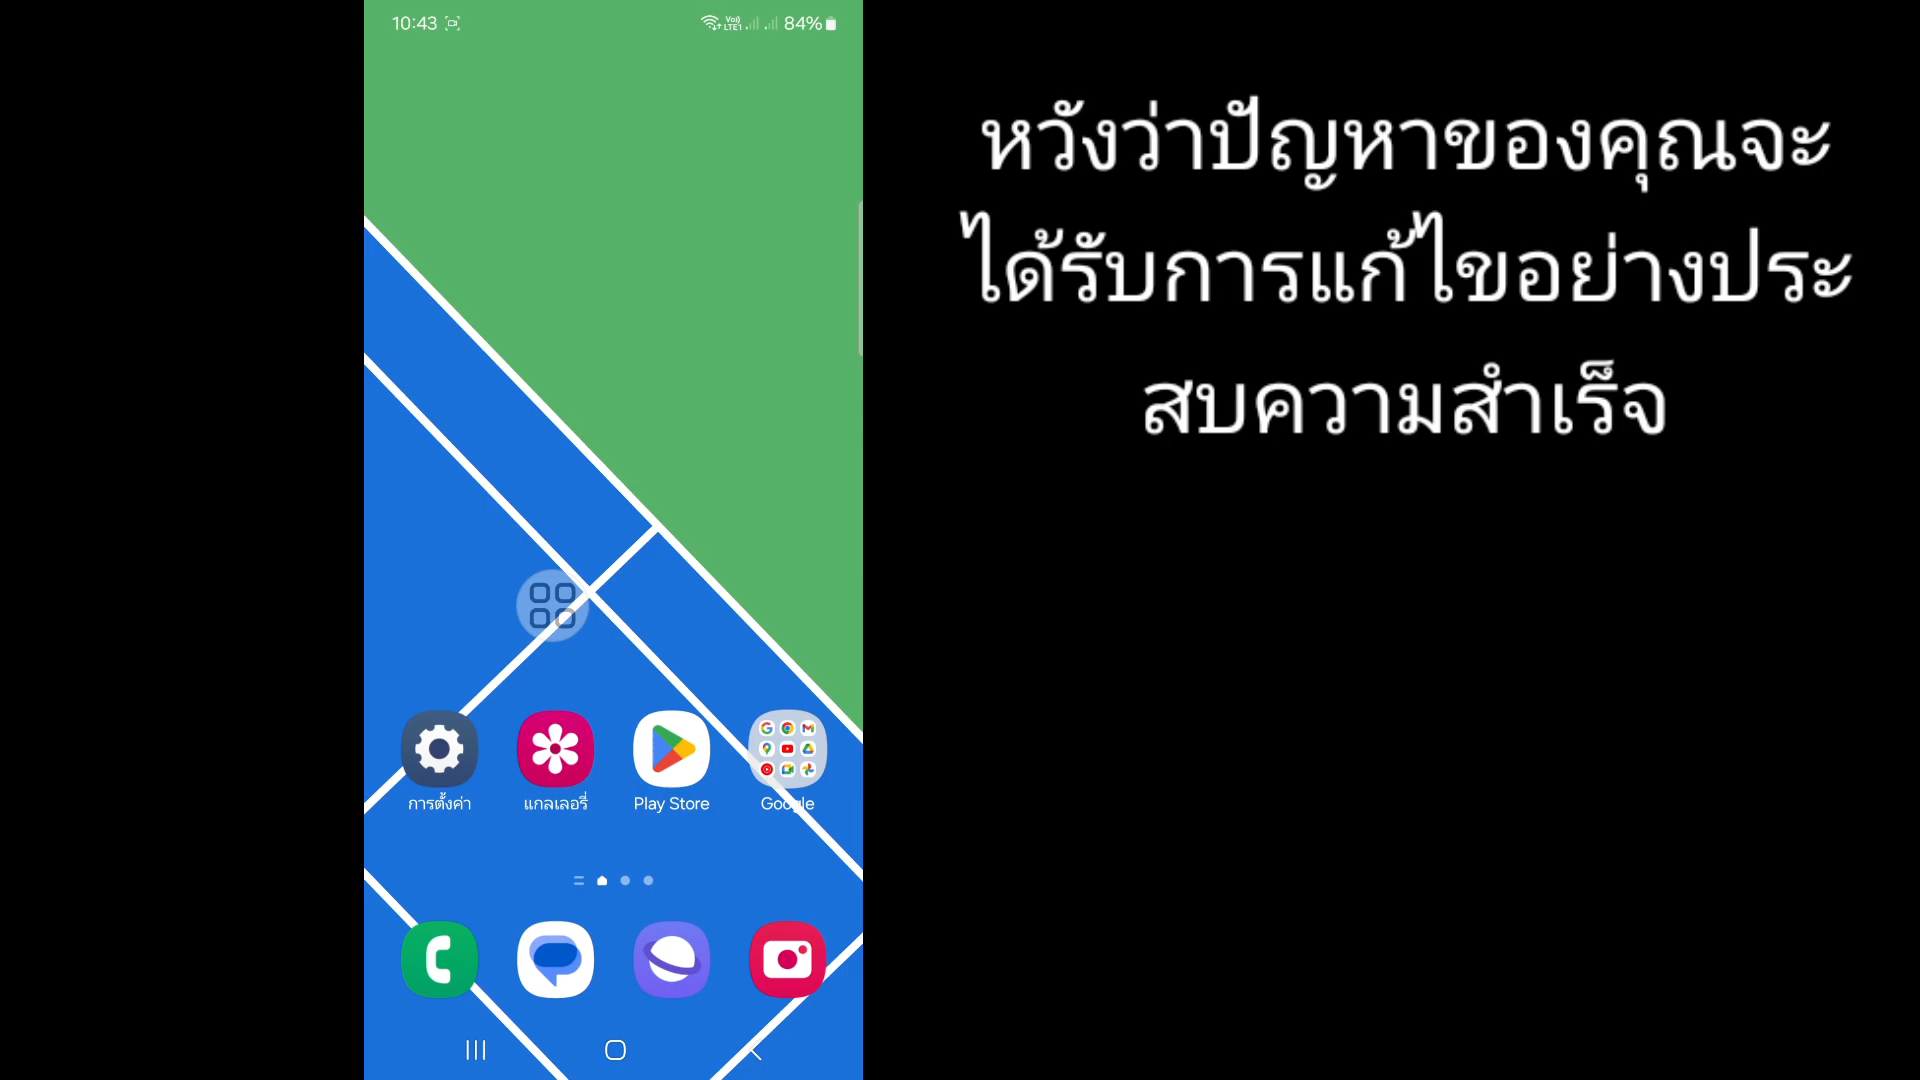 10:43
Vo)) LTE1 84%
หวังว่าปัญหาของคุณจะ
ได้รับการแก้ไขอย่างประ
สบความสำเร็จ
การตั้งค่า แกลเลอรี่ Play Store Google